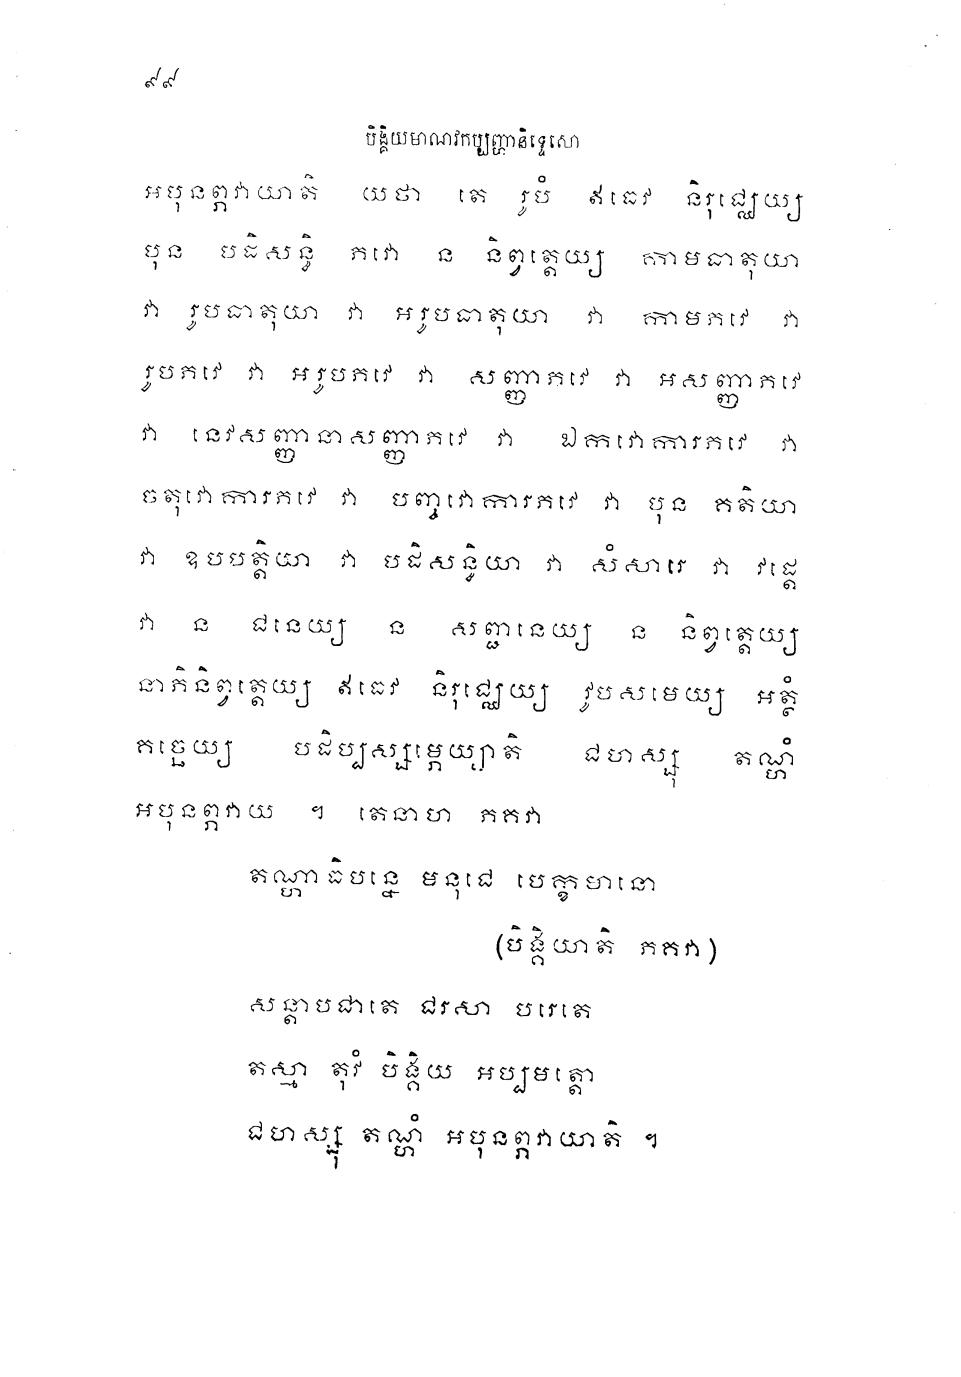 ៩៩
បិង្គិយមាណវកប្បញ្ហានិទ្ទេសោ
អបុនព្ភវាយាតិ យថា តេ រូបំ ឥធេវ និរុជ្ឈេយ្យ
បុន បដិសន្ធិ កវោ ន និព្វត្តេយ្យ កាមធាតុយា
វា រូបធាតុយា វា អរូបធាតុយា វា កាមភវេ វា
រូបភវេ វា អរូបភវេ វា សញ្ញាភវេ វា អសញ្ញាភវេ
វា នេវសញ្ញានាសញ្ញាភវេ វា ឯកវោការភវេ វា
ចតុវោការភវេ វា បញ្ចវោការភវេ វា បុន គតិយា
វា ឧបបត្តិយា វា បដិសន្ធិយា វា សំសារេ វា វដ្តេ
វា ន ជនេយ្យ ន សញ្ជនេយ្យ ន និព្វត្តេយ្យ
នាភិនិព្វត្តេយ្យ ឥធេវ និរុជ្ឈេយ្យ វូបសមេយ្យ អត្ថំ
គច្ឆេយ្យ បដិប្បស្សម្ភេយ្យាតិ ជហស្សុ តណ្ហំ
អបុនព្ភវាយ ។ តេនាហ ភគវា
តណ្ហាធិបន្នេ មនុជេ បេក្ខមានោ
(បិង្គិយាតិ ភគវា)
សន្តាបជាតេ ជរសា បរេតេ
តស្មា តុវំ បិង្គិយ អប្បមត្តោ
ជហស្សុ តណ្ហំ អបុនព្ភវាយាតិ ។